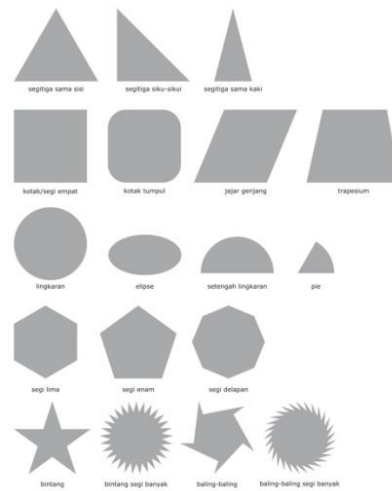 segitiga sama sisi
segitiga siku-sikui
segitiga sama kaki
kotak/segi empat
kotak tumpul
jajar genjang
trapesium
lingkaran
elipse
setengah lingkaran
pie
segi lima
segi enam
segi delapan
bintang
bintang segi banyak
baling-baling
baling-baling segi banyak